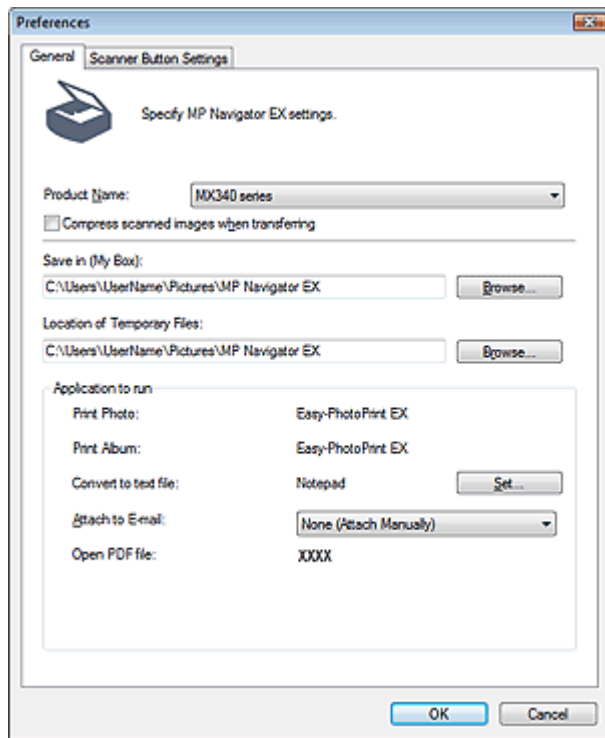 Preferences
General
Scanner Button Settings
Specify MP Navigator EX settings.
Product Name: MX340 series
Compress scanned images when transferring
Save in (My Box):
C:\Users\UserName\Pictures\MP Navigator EX Browse...
Location of Temporary Files:
C:\Users\UserName\Pictures\MP Navigator EX Browse...
Application to run
Print Photo: Easy-PhotoPrint EX
Print Album: Easy-PhotoPrint EX
Convert to text file: Notepad Set...
Attach to E-mail: None (Attach Manually)
Open PDF file: XXXX
OK Cancel